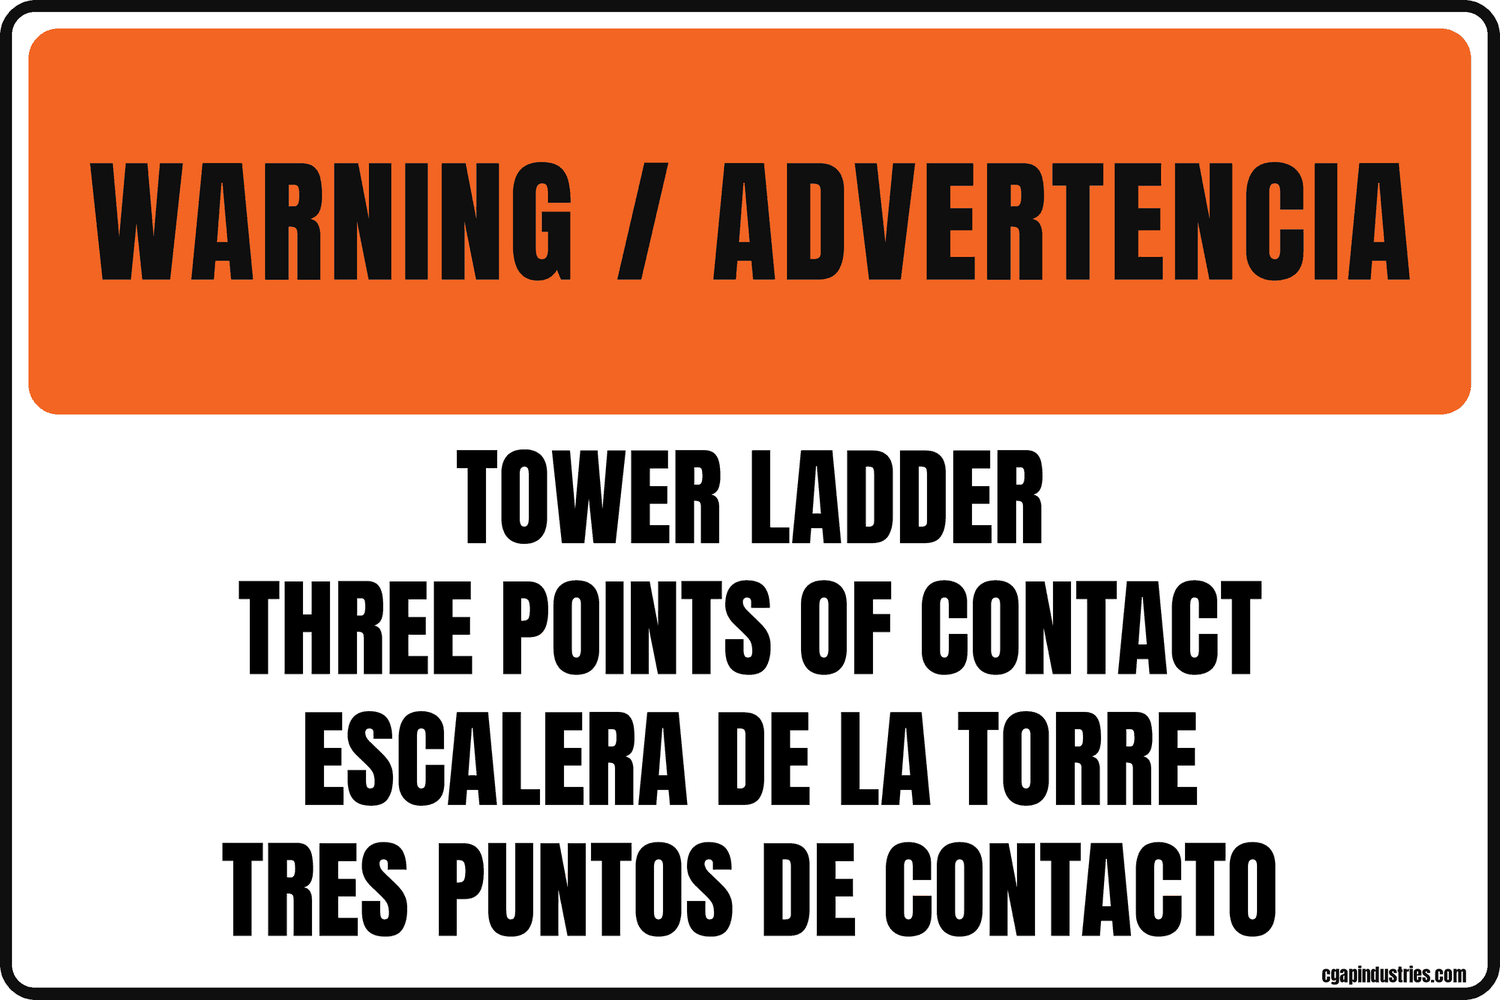 WARNING / ADVERTENCIA
TOWER LADDER
THREE POINTS OF CONTACT
ESCALERA DE LA TORRE
TRES PUNTOS DE CONTACTO
cgapindustries.com